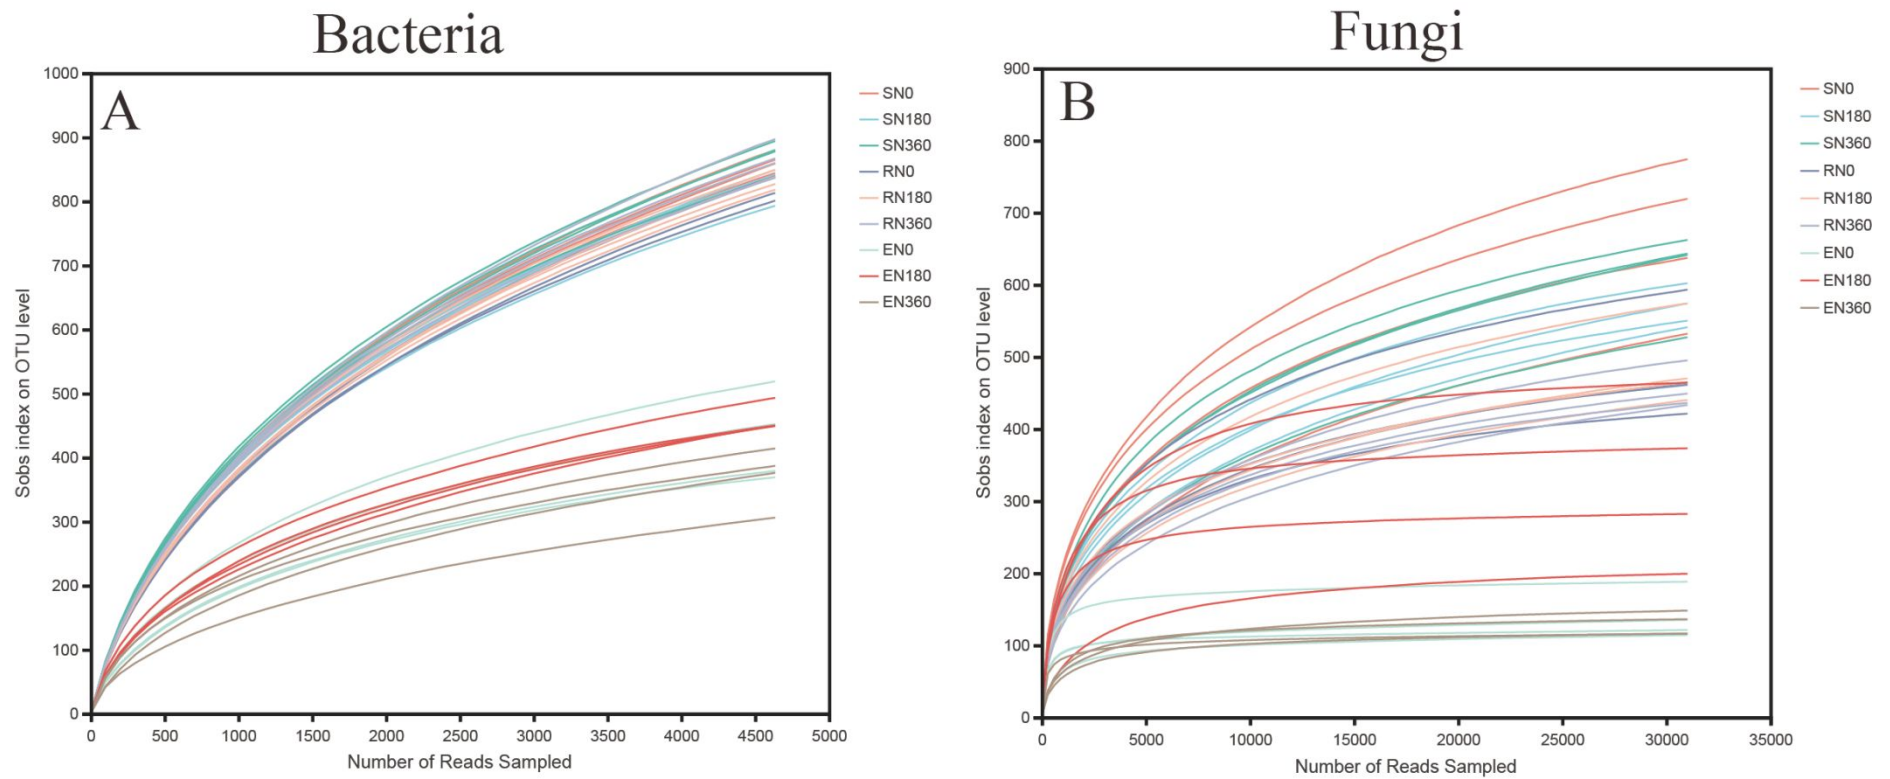 Bacteria
A
1000
900
800
700
600
500
400
300
200
100
0
Sobs index on OTU level
0 500 1000 1500 2000 2500 3000 3500 4000 4500 5000
Number of Reads Sampled
SN0
SN180
SN360
RN0
RN180
RN360
EN0
EN180
EN360
Fungi
B
900
800
700
600
500
400
300
200
100
0
Sobs index on OTU level
0 5000 10000 15000 20000 25000 30000 35000
Number of Reads Sampled
SN0
SN180
SN360
RN0
RN180
RN360
EN0
EN180
EN360